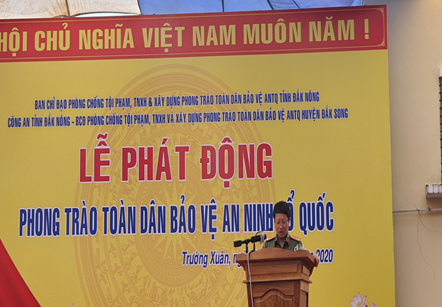 HỘI CHỦ NGHĨA VIỆT NAM MUÔN NĂM !
BAN CHỈ ĐẠO PHÒNG CHỐNG TỘI PHẠM, TNXH & XÂY DỰNG PHONG TRÀO TOÀN DÂN BẢO VỆ ANTQ TỈNH ĐẮK NÔNG
CÔNG AN TỈNH ĐẮK NÔNG - BCĐ PHÒNG CHỐNG TỘI PHẠM, TNXH VÀ XÂY DỰNG PHONG TRÀO TOÀN DÂN BẢO VỆ ANTQ HUYỆN ĐẮK SONG
LỄ PHÁT ĐỘNG
PHONG TRÀO TOÀN DÂN BẢO VỆ AN NINH QUỐC
Trường Xuân, 2020